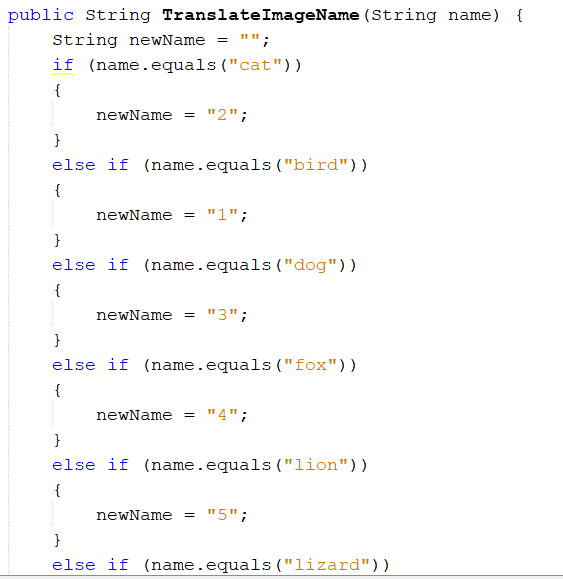 public String TranslateImageName(String name) {
    String newName = "";
    if (name.equals("cat"))
    {
        newName = "2";
    }
    else if (name.equals("bird"))
    {
        newName = "1";
    }
    else if (name.equals("dog"))
    {
        newName = "3";
    }
    else if (name.equals("fox"))
    {
        newName = "4";
    }
    else if (name.equals("lion"))
    {
        newName = "5";
    }
    else if (name.equals("lizard"))